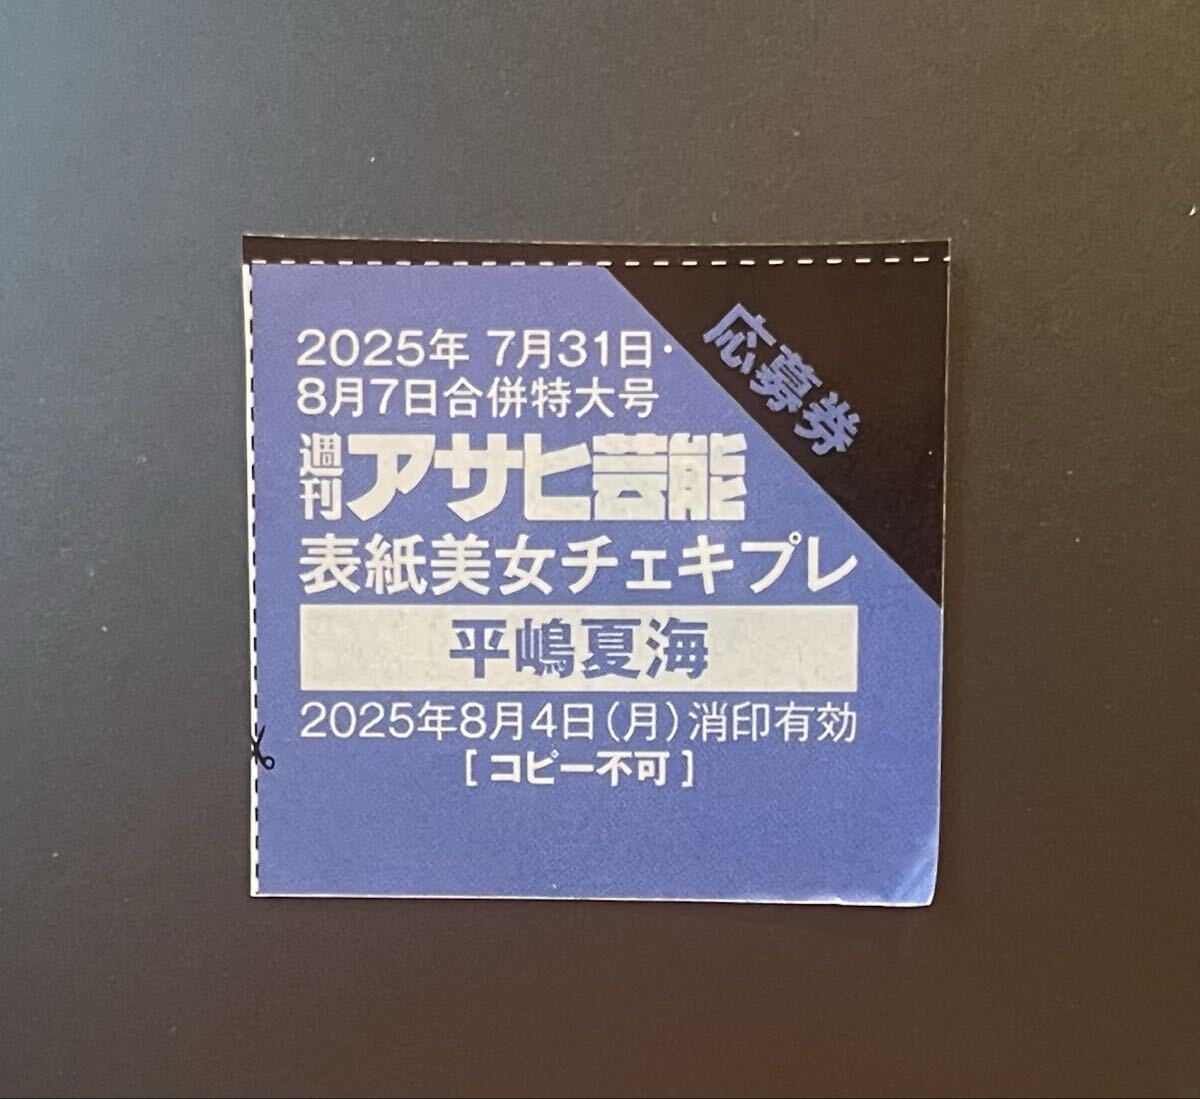 応募券
2025年 7月31日・
8月7日合併特大号
週刊アサヒ芸能
表紙美女チェキプレ
平嶋夏海
2025年8月4日(月)消印有効
[コピー不可]